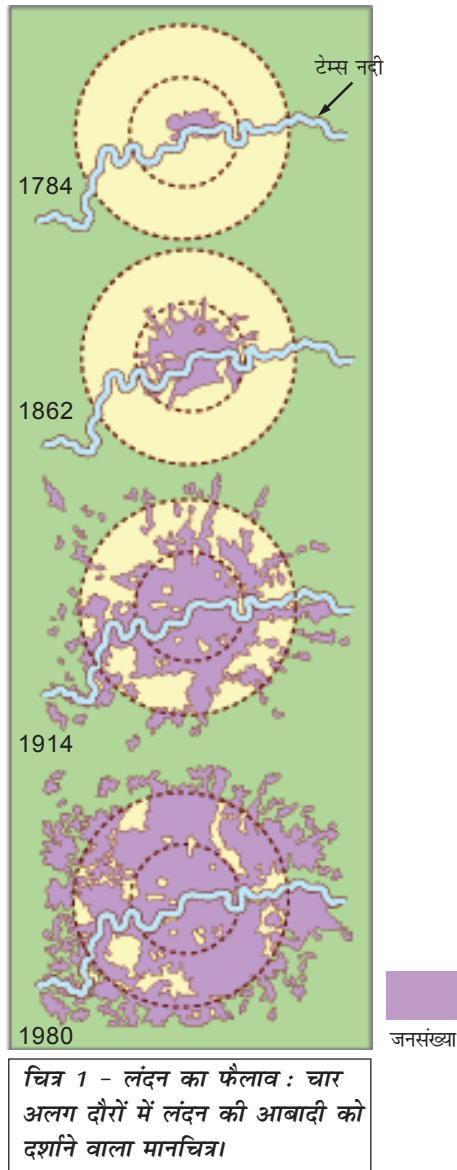 टेम्स नदी
1784
1862
1914
1980
जनसंख्या
चित्र 1 - लंदन का फैलाव : चार
अलग दौरों में लंदन की आबादी को
दर्शाने वाला मानचित्र।